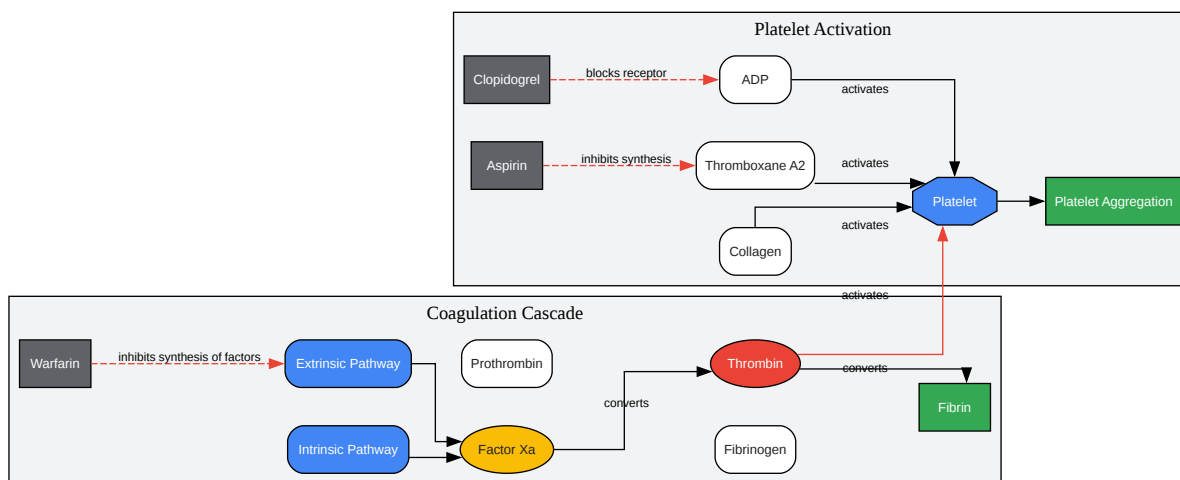 Platelet Activation
Clopidogrel
blocks receptor
ADP
activates
Aspirin
inhibits synthesis
Thromboxane A2
activates
Platelet
Platelet Aggregation
Collagen
activates
activates
Coagulation Cascade
Warfarin
inhibits synthesis of factors
Extrinsic Pathway
Prothrombin
Thrombin
converts
converts
Fibrin
Intrinsic Pathway
Factor Xa
Fibrinogen